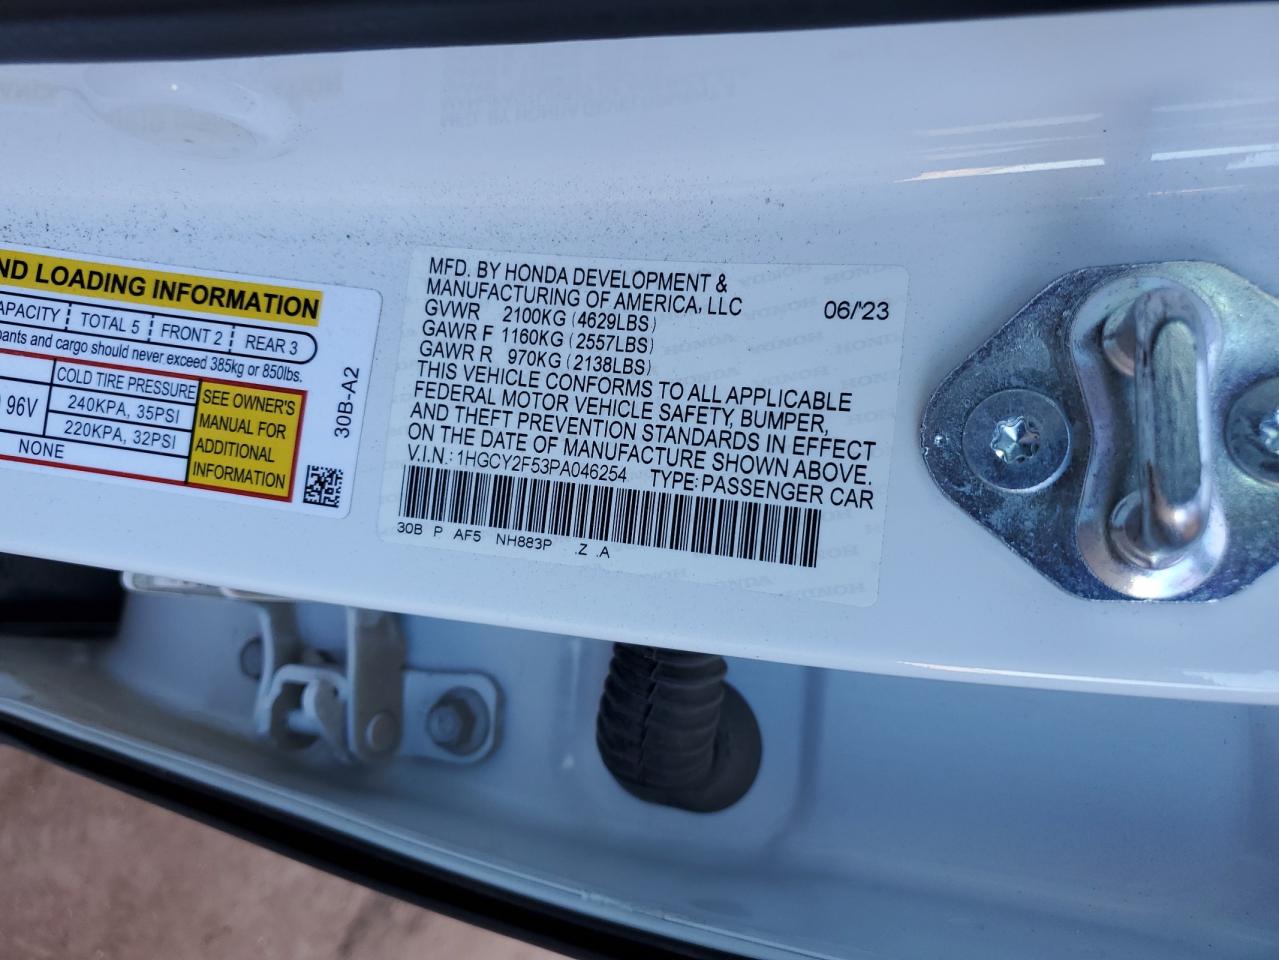 ND LOADING INFORMATION
APACITY TOTAL 5 FRONT 2 REAR 3
pants and cargo should never exceed 385kg or 850lbs.
COLD TIRE PRESSURE
96V 240KPA, 35PSI
220KPA, 32PSI
NONE
SEE OWNER'S
MANUAL FOR
ADDITIONAL
INFORMATION
30B-A2
MFD. BY HONDA DEVELOPMENT &
MANUFACTURING OF AMERICA, LLC 06/'23
GVWR 2100KG (4629LBS)
GAWR F 1160KG (2557LBS)
GAWR R 970KG (2138LBS)
THIS VEHICLE CONFORMS TO ALL APPLICABLE
FEDERAL MOTOR VEHICLE SAFETY, BUMPER,
AND THEFT PREVENTION STANDARDS IN EFFECT
ON THE DATE OF MANUFACTURE SHOWN ABOVE.
V.I.N.: 1HGCY2F53PA046254 TYPE: PASSENGER CAR
30B P AF5 NH883P .Z .A